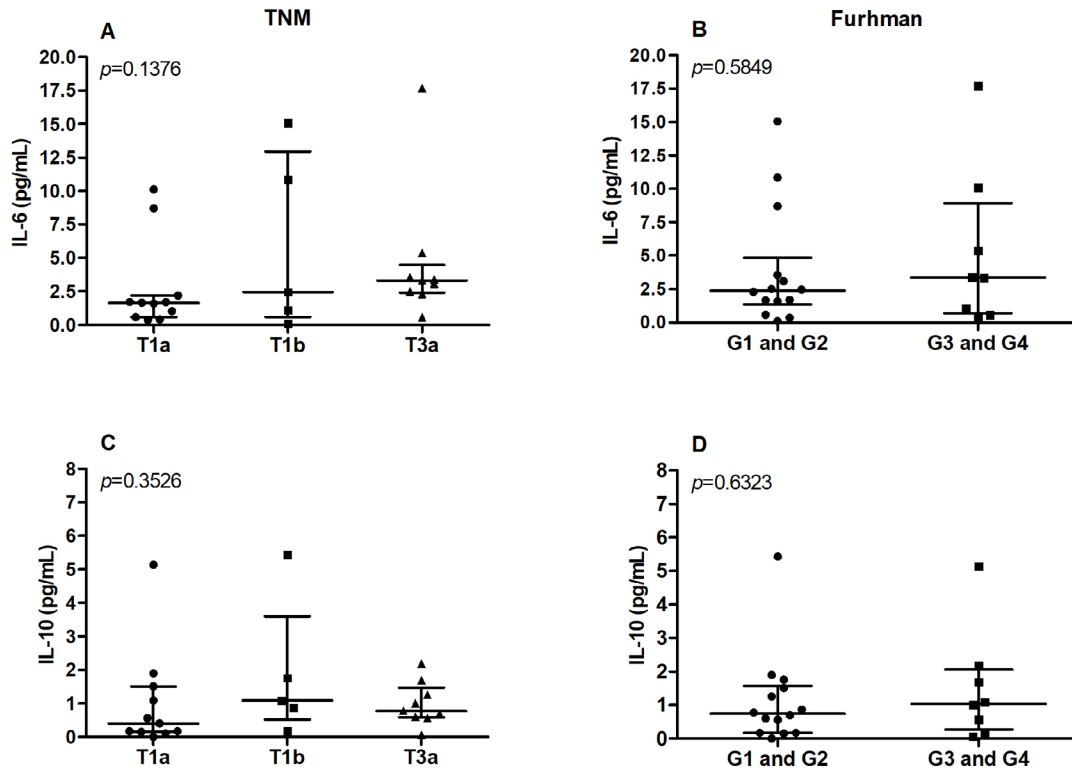 TNM
Furhman
A
p=0.1376
IL-6 (pg/mL)
20.0
17.5
15.0
12.5
10.0
7.5
5.0
2.5
0.0
T1a T1b T3a
B
p=0.5849
IL-6 (pg/mL)
20.0
17.5
15.0
12.5
10.0
7.5
5.0
2.5
0.0
G1 and G2 G3 and G4
C
p=0.3526
IL-10 (pg/mL)
8
7
6
5
4
3
2
1
0
T1a T1b T3a
D
p=0.6323
IL-10 (pg/mL)
8
7
6
5
4
3
2
1
0
G1 and G2 G3 and G4